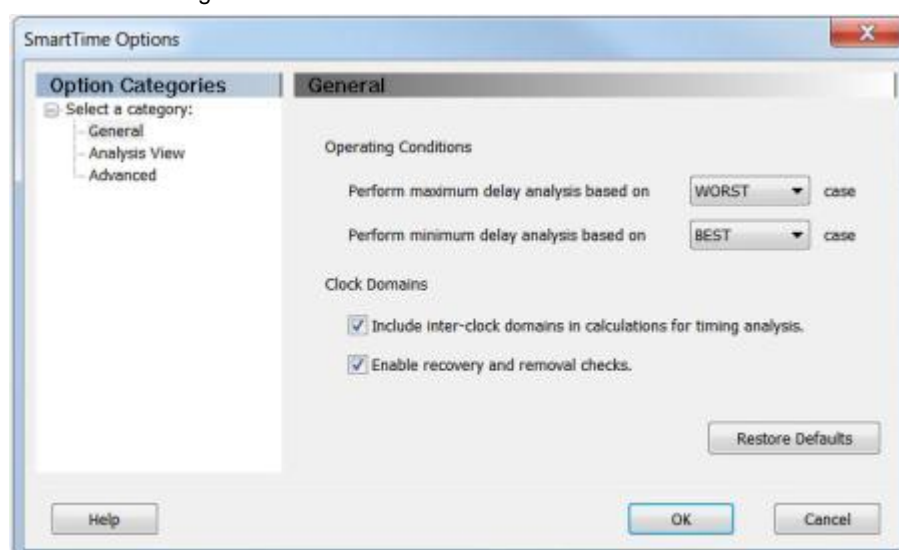 SmartTime Options
Option Categories
Select a category:
General
Analysis View
Advanced
General
Operating Conditions
Perform maximum delay analysis based on WORST case
Perform minimum delay analysis based on BEST case
Clock Domains
Include inter-clock domains in calculations for timing analysis.
Enable recovery and removal checks.
Restore Defaults
Help OK Cancel